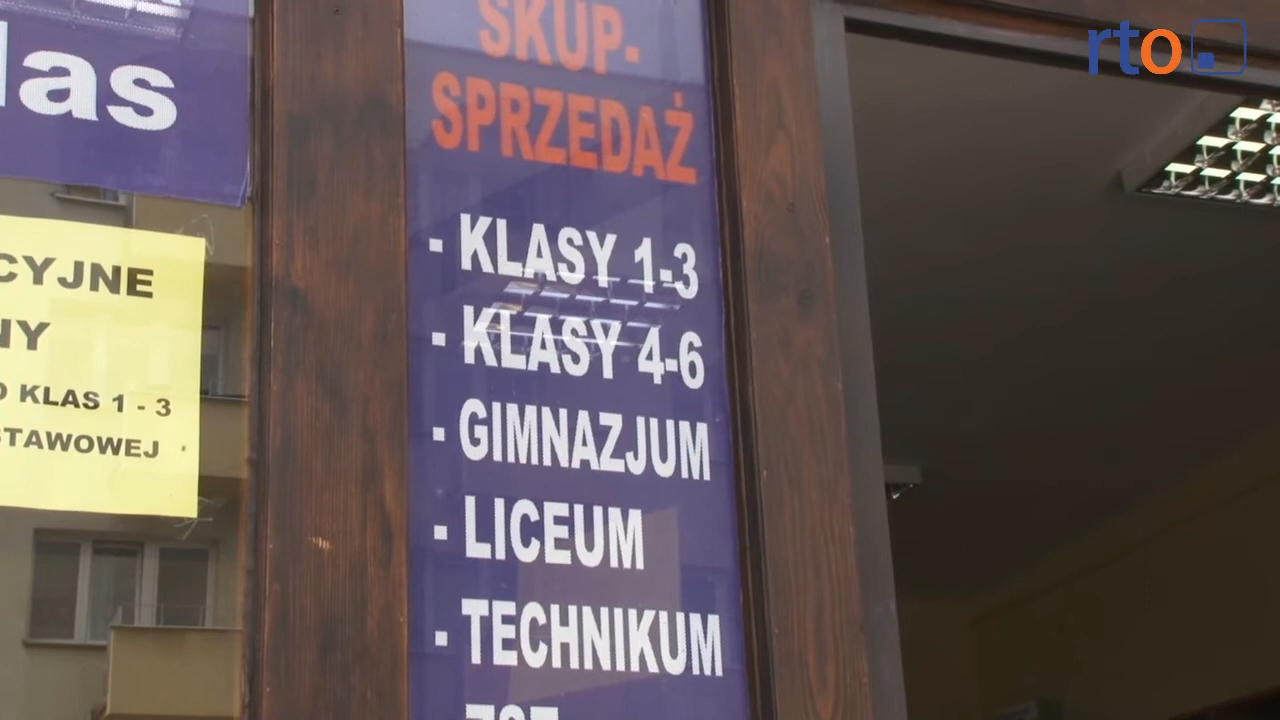 las
CYJNE
NY
KLAS 1 - 3
STAWOWEJ
SKUP-
SPRZEDAŻ
- KLASY 1-3
- KLASY 4-6
- GIMNAZJUM
- LICEUM
- TECHNIKUM
rto